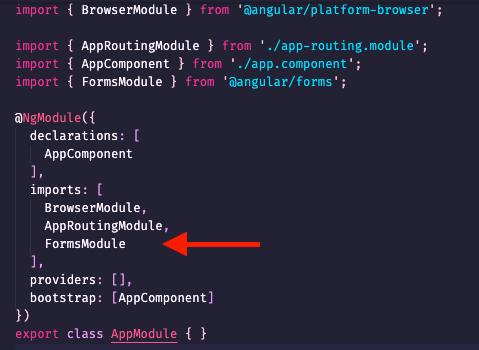 import { BrowserModule } from '@angular/platform-browser';
import { AppRoutingModule } from './app-routing.module';
import { AppComponent } from './app.component';
import { FormsModule } from '@angular/forms';
@NgModule({
declarations: [
AppComponent
],
imports: [
BrowserModule,
AppRoutingModule,
FormsModule
],
providers: [],
bootstrap: [AppComponent]
})
export class AppModule { }